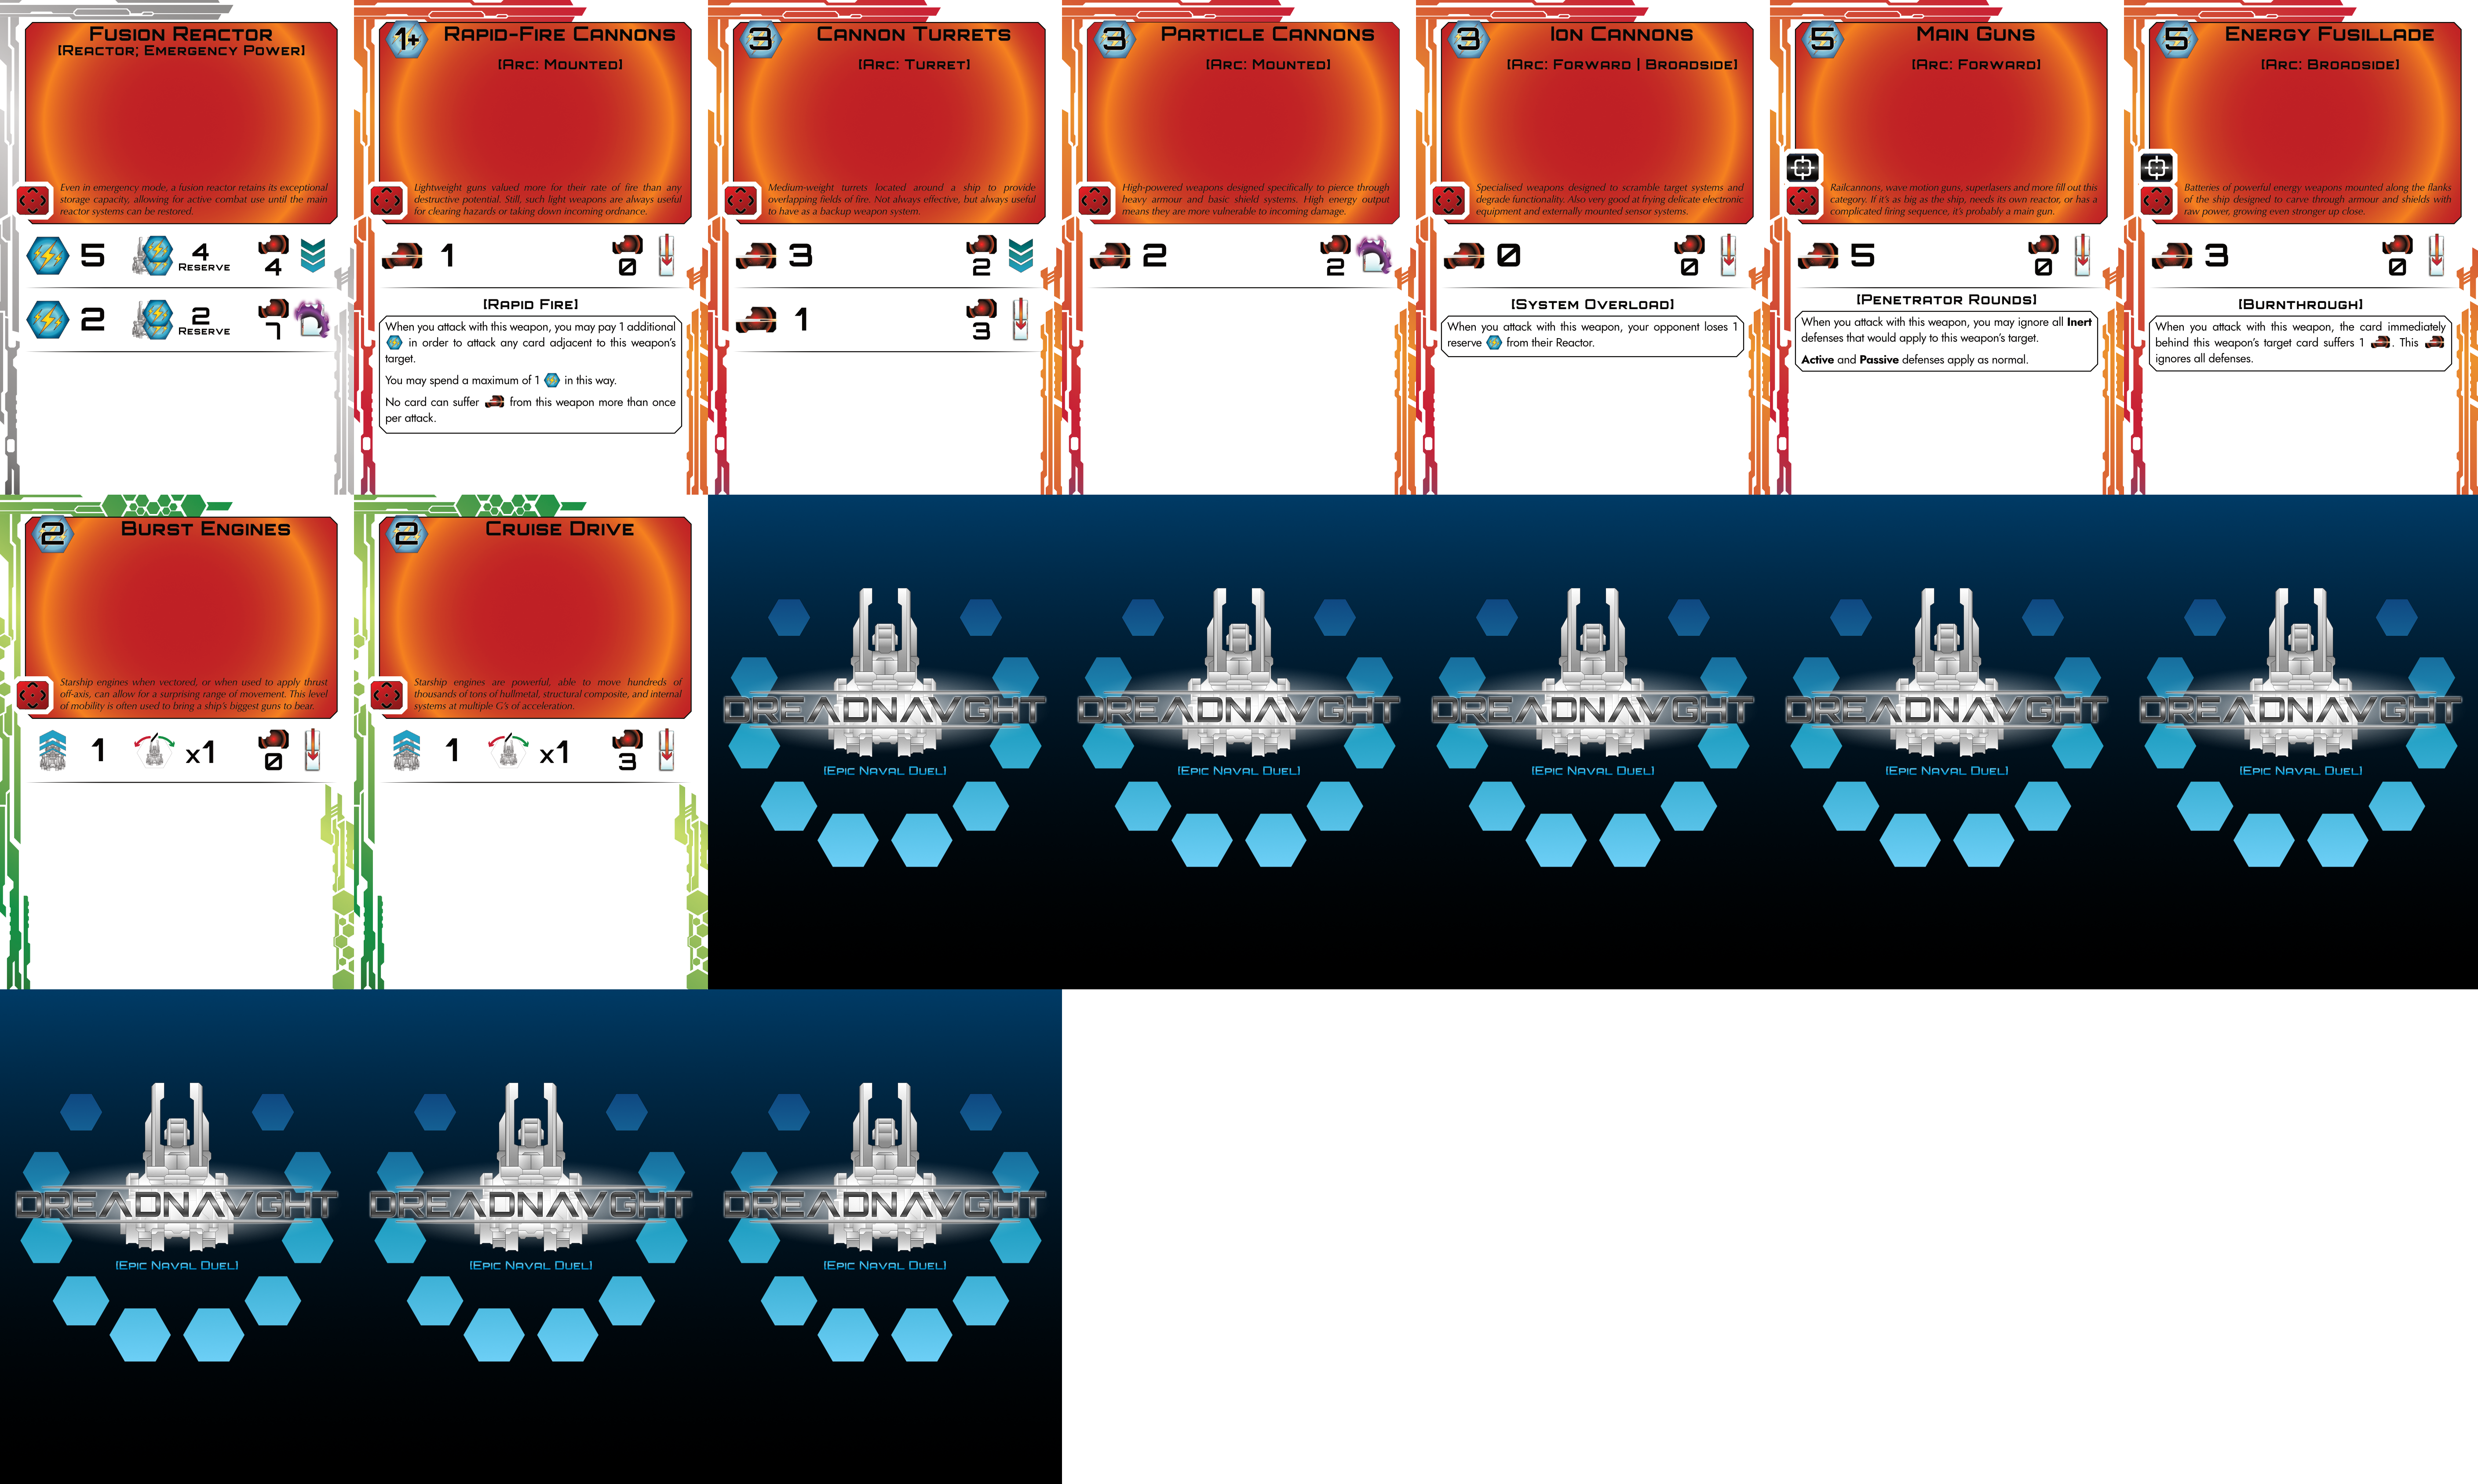 Fusion Reactor
[Reactor; Emergency Power]
Even in emergency mode, a fusion reactor retains its exceptional
storage capacity, allowing for active combat use until the main
reactor systems can be restored.
5 4 Reserve 4
2 2 Reserve 7
1+ Rapid-Fire Cannons
[Arc: Mounted]
Lightweight guns valued more for their rate of fire than any
destructive potential. Still, such light weapons are always useful
for clearing hazards or taking down incoming ordnance.
1 0
[Rapid Fire]
When you attack with this weapon, you may pay 1 additional
in order to attack any card adjacent to this weapon's
target.
You may spend a maximum of 1 in this way.
No card can suffer from this weapon more than once
per attack.
3 Cannon Turrets
[Arc: Turret]
Medium-weight turrets located around a ship to provide
overlapping fields of fire. Not always effective, but always useful
to have as a backup weapon system.
3 2
1 3
3 Particle Cannons
[Arc: Mounted]
High-powered weapons designed specifically to pierce through
heavy armour and basic shield systems. High energy output
means they are more vulnerable to incoming damage.
2 2
3 Ion Cannons
[Arc: Forward | Broadside]
Specialised weapons designed to scramble target systems and
degrade functionality. Also very good at frying delicate electronic
equipment and externally mounted sensor systems.
0 0
[System Overload]
When you attack with this weapon, your opponent loses 1
reserve from their Reactor.
5 Main Guns
[Arc: Forward]
Railcannons, wave motion guns, superlasers and more fill out this
category. If it's as big as the ship, needs its own reactor, or has a
complicated firing sequence, it's probably a main gun.
5 0
[Penetrator Rounds]
When you attack with this weapon, you may ignore all Inert
defenses that would apply to this weapon's target.
Active and Passive defenses apply as normal.
5 Energy Fusillade
[Arc: Broadside]
Batteries of powerful energy weapons mounted along the flanks
of the ship designed to carve through armour and shields with
raw power, growing even stronger up close.
3 0
[Burnthrough]
When you attack with this weapon, the card immediately
behind this weapon's target card suffers 1 . This
ignores all defenses.
2 Burst Engines
Starship engines when vectored, or when used to apply thrust
off-axis, can allow for a surprising range of movement. This level
of mobility is often used to bring a ship's biggest guns to bear.
1 x1 0
2 Cruise Drive
Starship engines are powerful, able to move hundreds of
thousands of tons of hullmetal, structural composite, and internal
systems at multiple G's of acceleration.
1 x1 3
DREADNAVGHT
[Epic Naval Duel]
DREADNAVGHT
[Epic Naval Duel]
DREADNAVGHT
[Epic Naval Duel]
DREADNAVGHT
[Epic Naval Duel]
DREADNAVGHT
[Epic Naval Duel]
DREADNAVGHT
[Epic Naval Duel]
DREADNAVGHT
[Epic Naval Duel]
DREADNAVGHT
[Epic Naval Duel]